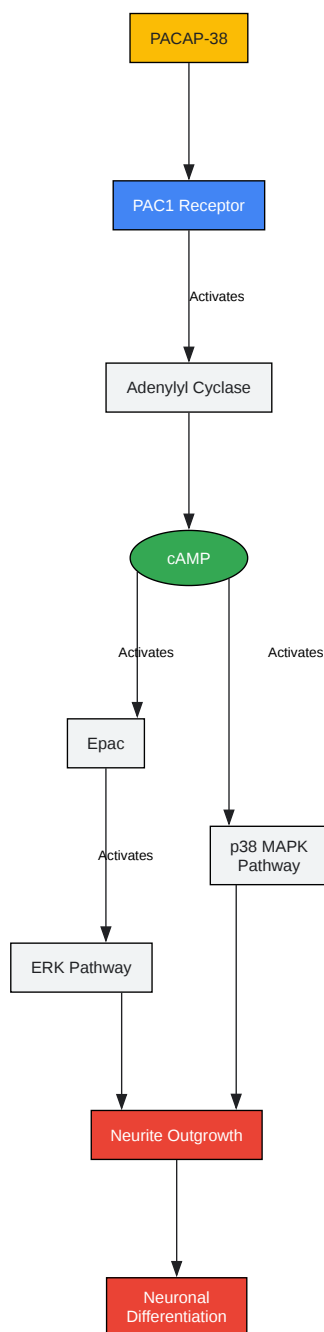 PACAP-38
PAC1 Receptor
Activates
Adenylyl Cyclase
cAMP
Activates
Activates
Epac
p38 MAPK
Pathway
Activates
ERK Pathway
Neurite Outgrowth
Neuronal
Differentiation